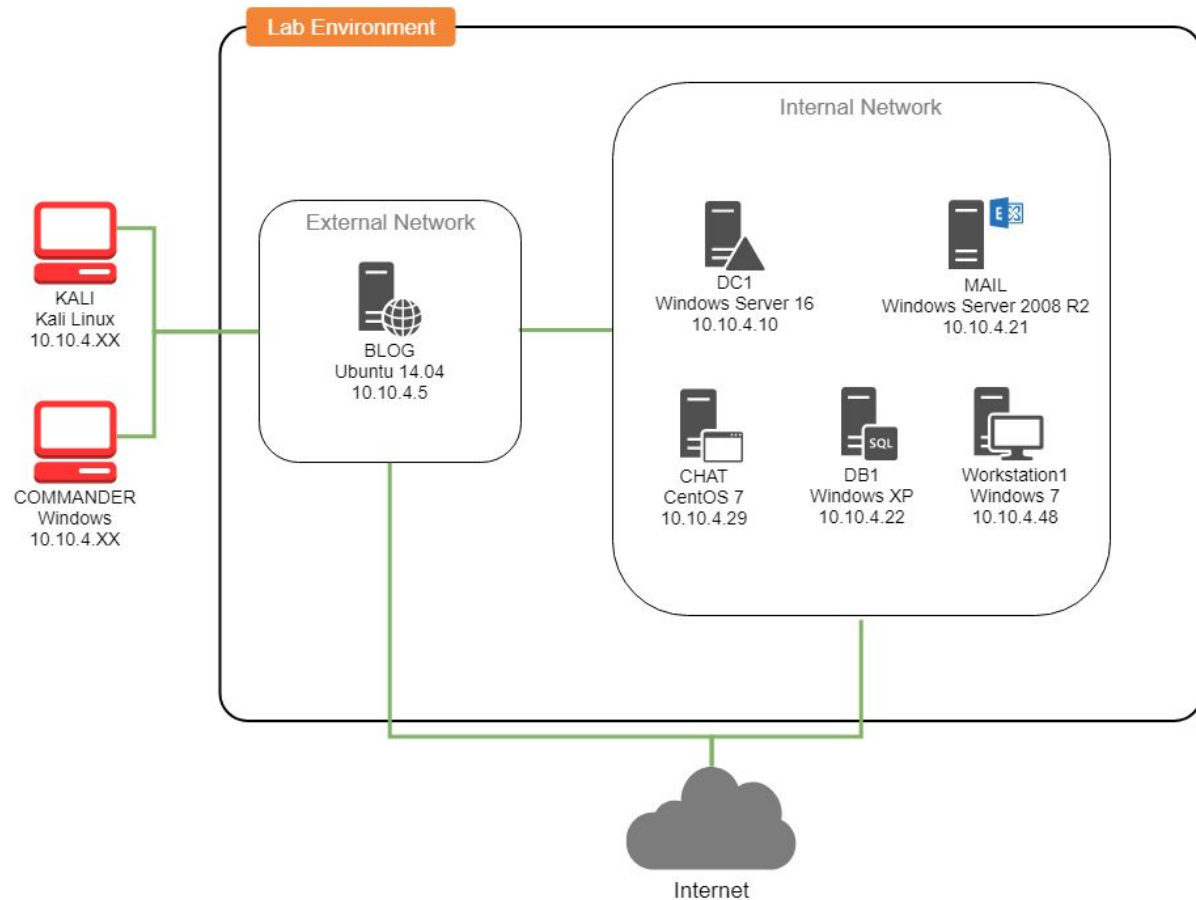 Lab Environment
Internal Network
External Network
KALI
Kali Linux
10.10.4.XX
COMMANDER
Windows
10.10.4.XX
BLOG
Ubuntu 14.04
10.10.4.5
DC1
Windows Server 16
10.10.4.10
E
MAIL
Windows Server 2008 R2
10.10.4.21
CHAT
CentOS 7
10.10.4.29
SQL
DB1
Windows XP
10.10.4.22
Workstation1
Windows 7
10.10.4.48
Internet